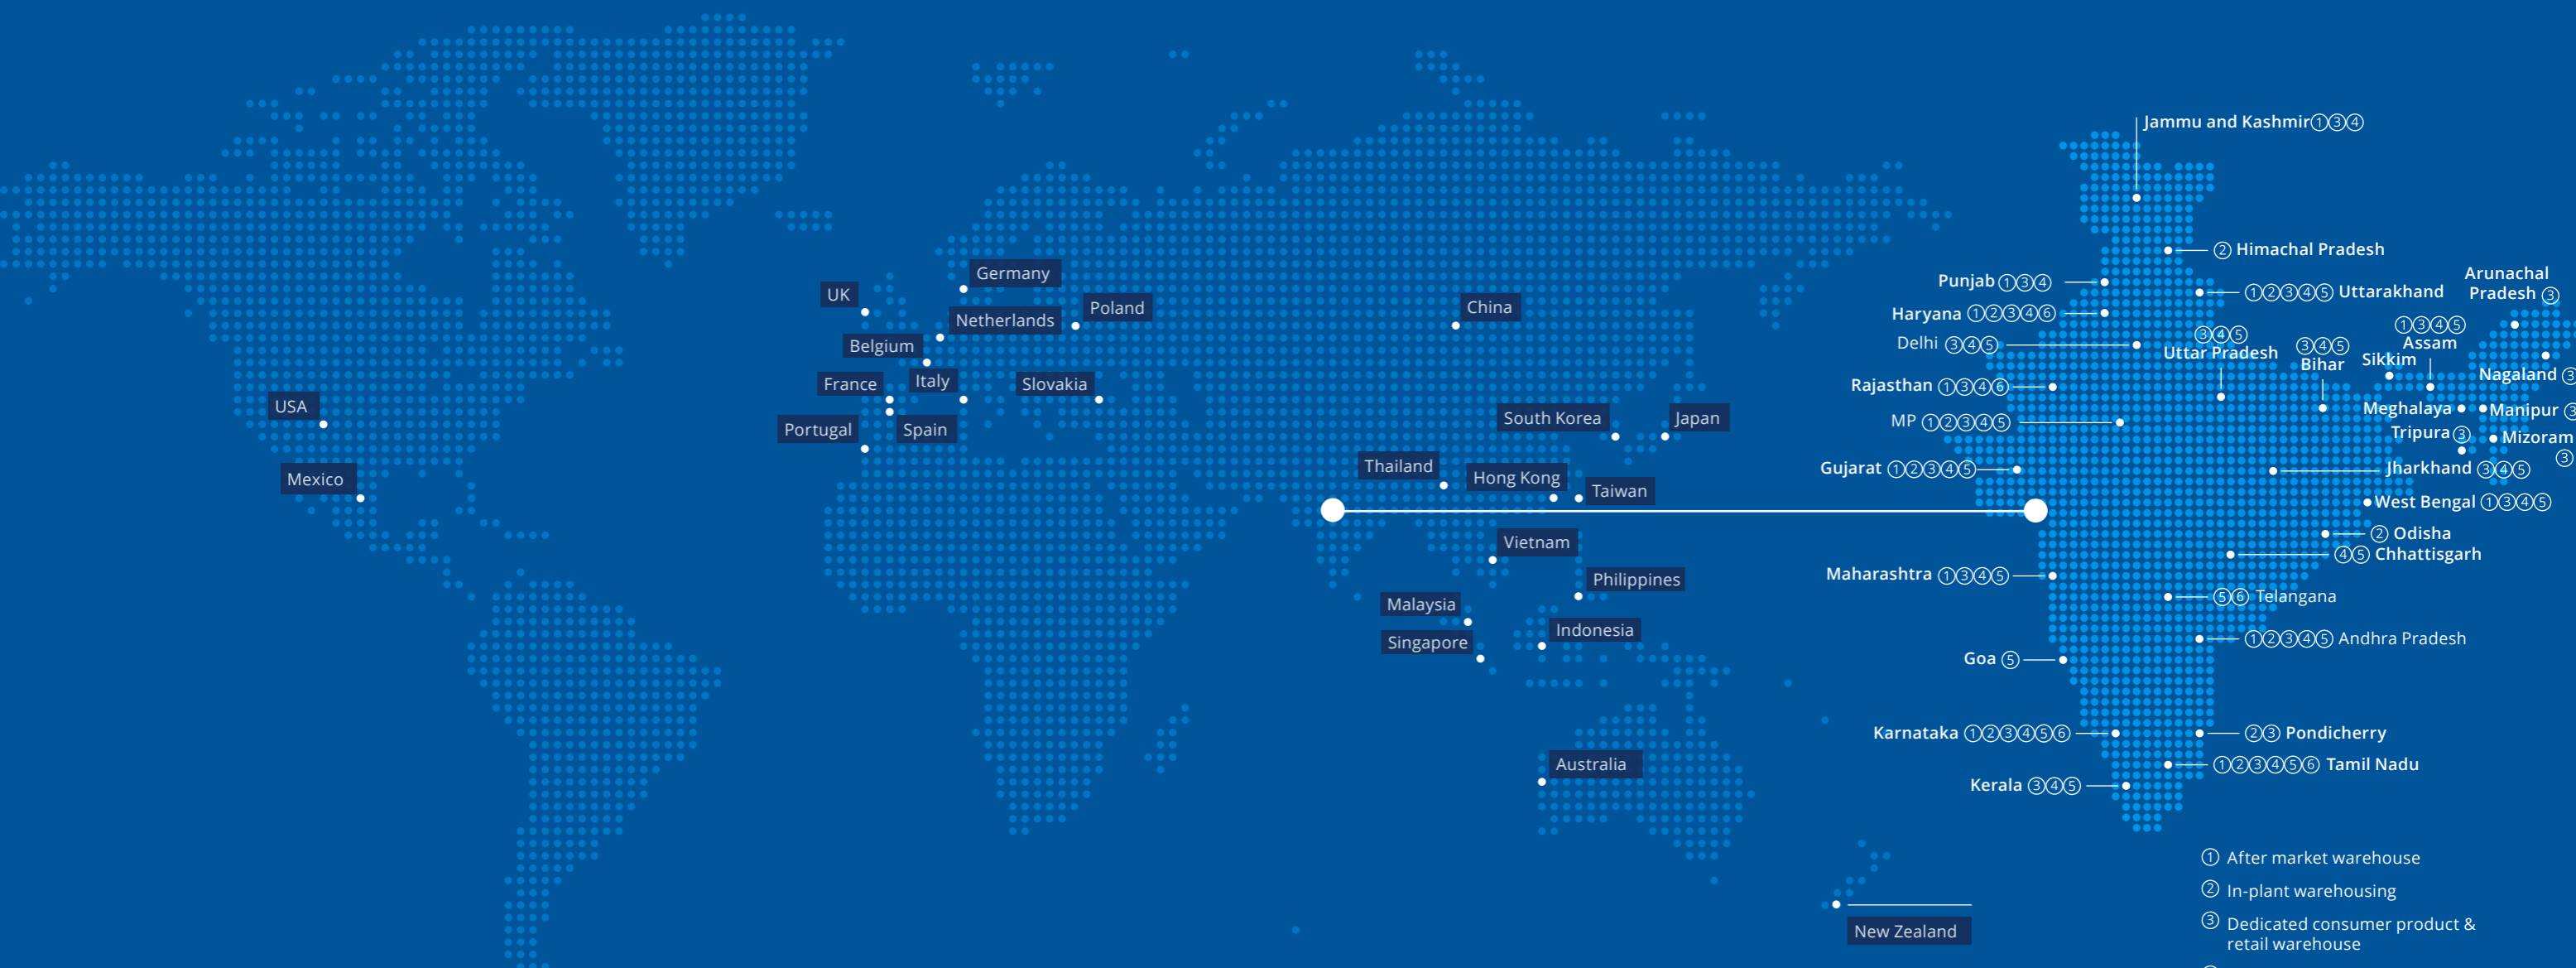 Germany
UK
Netherlands
Poland
Belgium
France
Italy
Slovakia
Portugal
Spain
USA
Mexico
China
South Korea
Japan
Thailand
Hong Kong
Taiwan
Vietnam
Philippines
Malaysia
Singapore
Indonesia
Australia
New Zealand
Jammu and Kashmir①③④
② Himachal Pradesh
Punjab ①③④
①②③④⑤ Uttarakhand
Arunachal
Pradesh ③
Haryana ①②③④⑥
Delhi ③④⑤
③④⑤
Uttar Pradesh
③④⑤
Bihar
Sikkim
①③④⑤
Assam
Nagaland ③
Rajasthan ①③④⑥
MP ①②③④⑤
Meghalaya
Manipur ③
Tripura ③
Mizoram
③
Gujarat ①②③④⑤
Jharkhand ③④⑤
West Bengal ①③④⑤
② Odisha
④⑤ Chhattisgarh
Maharashtra ①③④⑤
⑤⑥ Telangana
①②③④⑤ Andhra Pradesh
Goa ⑤
Karnataka ①②③④⑤⑥
②③ Pondicherry
①②③④⑤⑥ Tamil Nadu
Kerala ③④⑤
① After market warehouse
② In-plant warehousing
③ Dedicated consumer product &
retail warehouse